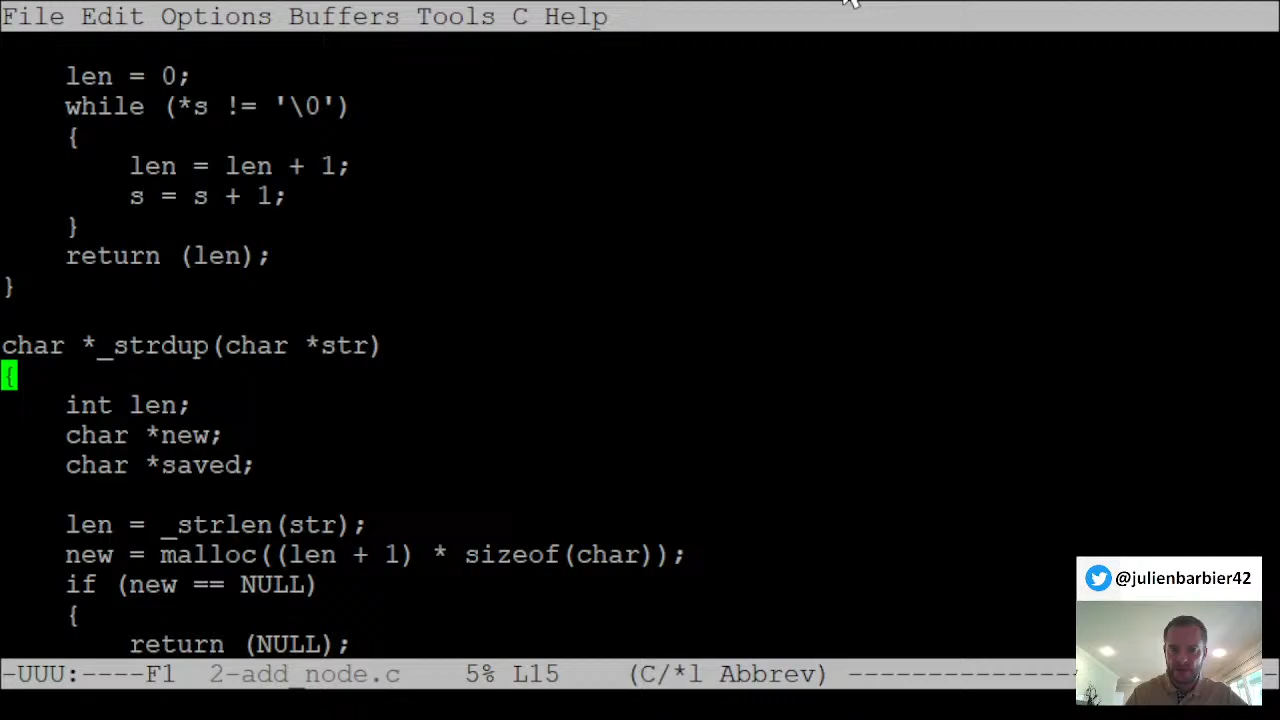 File Edit Options Buffers Tools C Help
    len = 0;
    while (*s != '\0')
    {
        len = len + 1;
        s = s + 1;
    }
    return (len);
}
char *_strdup(char *str)
{
    int len;
    char *new;
    char *saved;
    len = _strlen(str);
    new = malloc((len + 1) * sizeof(char));
    if (new == NULL)
    {
        return (NULL);
-UUU:----F1  2-add_node.c    5% L15    (C/*l Abbrev) ---------------
@julienbarbier42